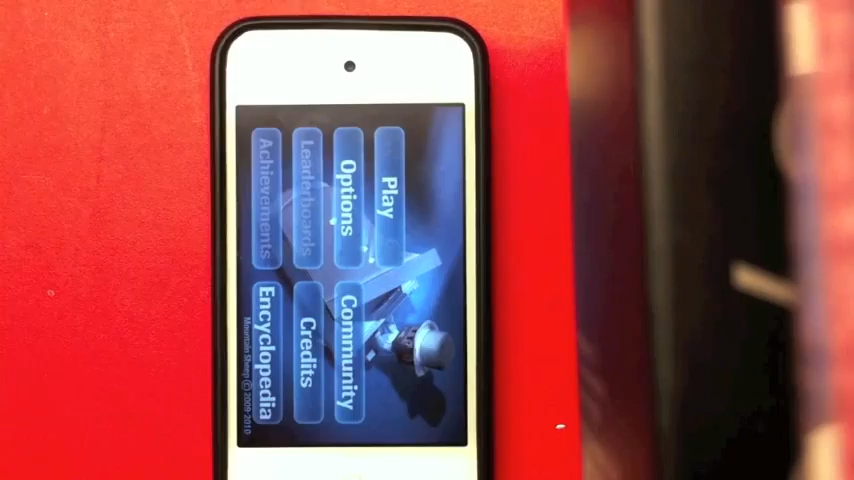 Play
Options
Community
Leaderboards
Credits
Achievements
Encyclopedia
Mountain Sheep © 2009-2010